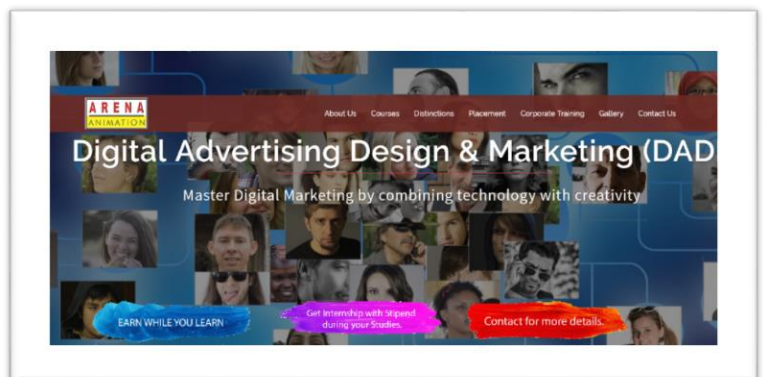 ARENA
ANIMATION
About Us Courses Distinctions Placement Corporate Training Gallery Contact Us
Digital Advertising Design & Marketing (DAD
Master Digital Marketing by combining technology with creativity
EARN WHILE YOU LEARN
Get Internship with Stipend
during your Studies.
Contact for more details.